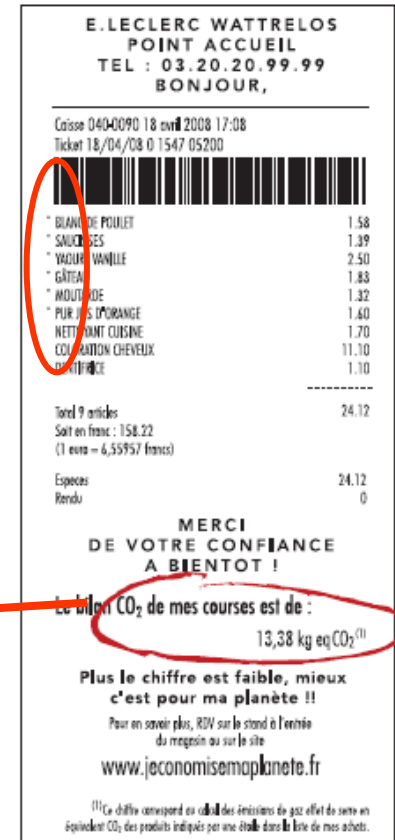 E.LECLERC WATTRELOS
POINT ACCUEIL
TEL : 03.20.20.99.99
BONJOUR,
Caisse 040-0090 18 avril 2008 17:08
Ticket 18/04/08 0 1547 05200
* BLANC DE POULET 1.58
* SAUCISSES 1.39
* YAOURT VANILLE 2.50
* GÂTEAU 1.83
* MOUTARDE 1.32
* PUR JUS D'ORANGE 1.60
NETTOYANT CUISINE 1.70
COLORATION CHEVEUX 11.10
DENTIFRICE 1.10
----------
Total 9 articles 24.12
Soit en franc : 158.22
(1 euro = 6,55957 francs)
Especes 24.12
Rendu 0
MERCI
DE VOTRE CONFIANCE
A BIENTOT !
Le bilan CO₂ de mes courses est de :
13,38 kg eqCO₂⁽¹⁾
Plus le chiffre est faible, mieux
c'est pour ma planète !!
Pour en savoir plus, RDV sur le stand à l'entrée
du magasin ou sur le site
www.jeconomisemaplanete.fr
⁽¹⁾Ce chiffre correspond au calcul des émissions de gaz effet de serre en
équivalent CO₂ des produits indiqués par une étoile dans la liste de mes achats.